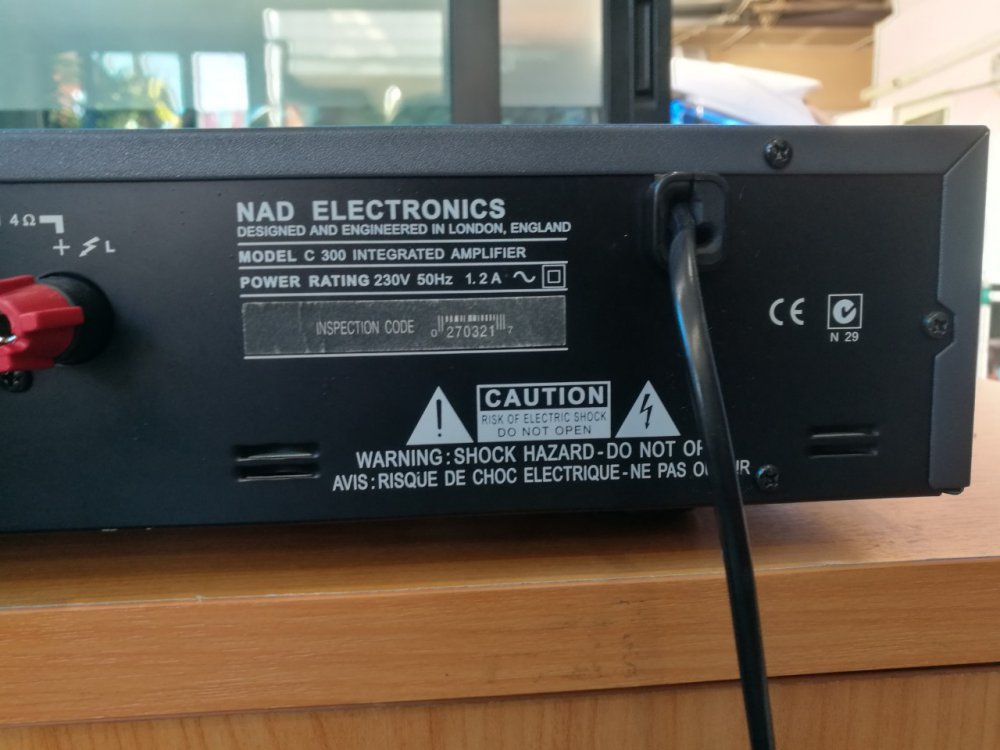 4Ω
+ L
NAD ELECTRONICS
DESIGNED AND ENGINEERED IN LONDON, ENGLAND
MODEL C 300 INTEGRATED AMPLIFIER
POWER RATING 230V 50Hz 1.2A ~
INSPECTION CODE 0 270321 7
CE
N 29
!
CAUTION
RISK OF ELECTRIC SHOCK
DO NOT OPEN
WARNING : SHOCK HAZARD - DO NOT
AVIS : RISQUE DE CHOC ELECTRIQUE - NE PAS